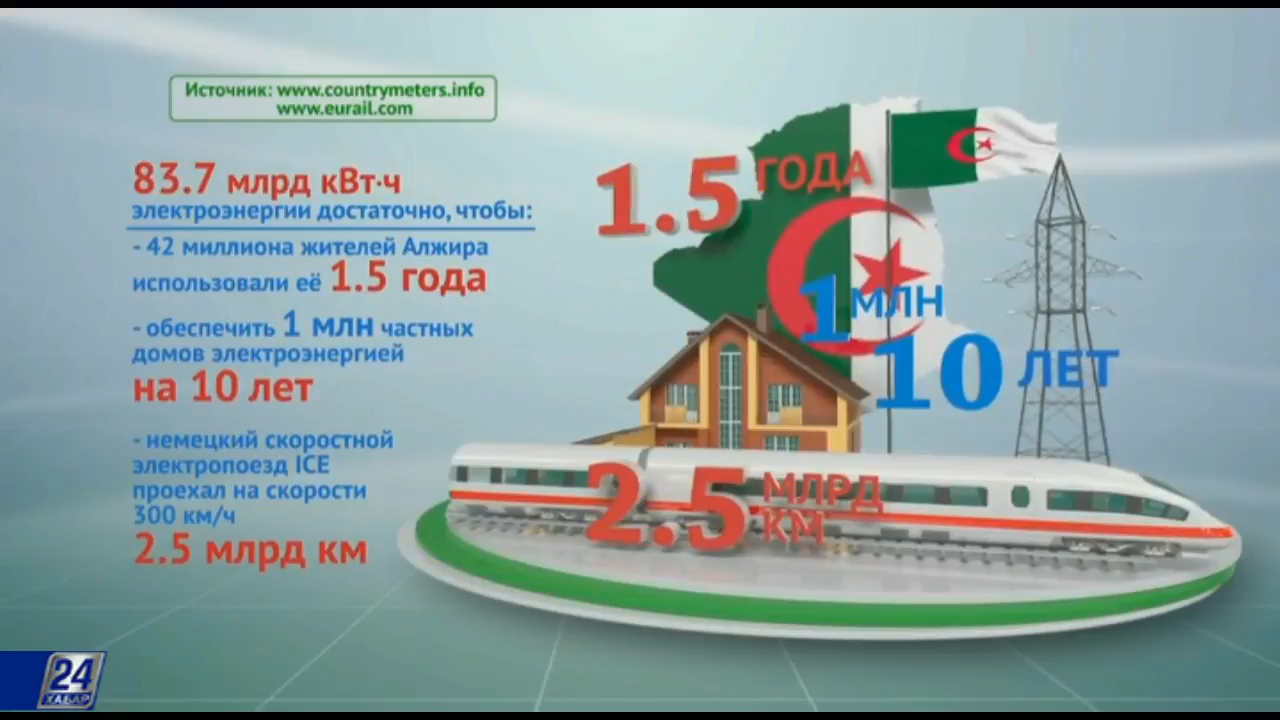 Источник: www.countrymeters.info
www.eurail.com
83.7 млрд кВт·ч
электроэнергии достаточно, чтобы:
- 42 миллиона жителей Алжира
использовали её 1.5 года
- обеспечить 1 млн частных
домов электроэнергией
на 10 лет
- немецкий скоростной
электропоезд ICE
проехал на скорости
300 км/ч
2.5 млрд км
1.5 ГОДА
1 МЛН
10 ЛЕТ
2.5 МЛРД
КМ
24
ХАБАР